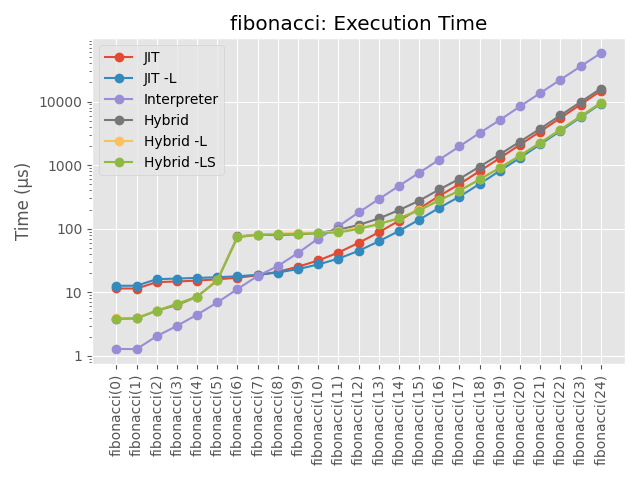 fibonacci: Execution Time
JIT
JIT -L
Interpreter
Hybrid
Hybrid -L
Hybrid -LS
Time (µs)
10000
1000
100
10
1
fibonacci(0)
fibonacci(1)
fibonacci(2)
fibonacci(3)
fibonacci(4)
fibonacci(5)
fibonacci(6)
fibonacci(7)
fibonacci(8)
fibonacci(9)
fibonacci(10)
fibonacci(11)
fibonacci(12)
fibonacci(13)
fibonacci(14)
fibonacci(15)
fibonacci(16)
fibonacci(17)
fibonacci(18)
fibonacci(19)
fibonacci(20)
fibonacci(21)
fibonacci(22)
fibonacci(23)
fibonacci(24)